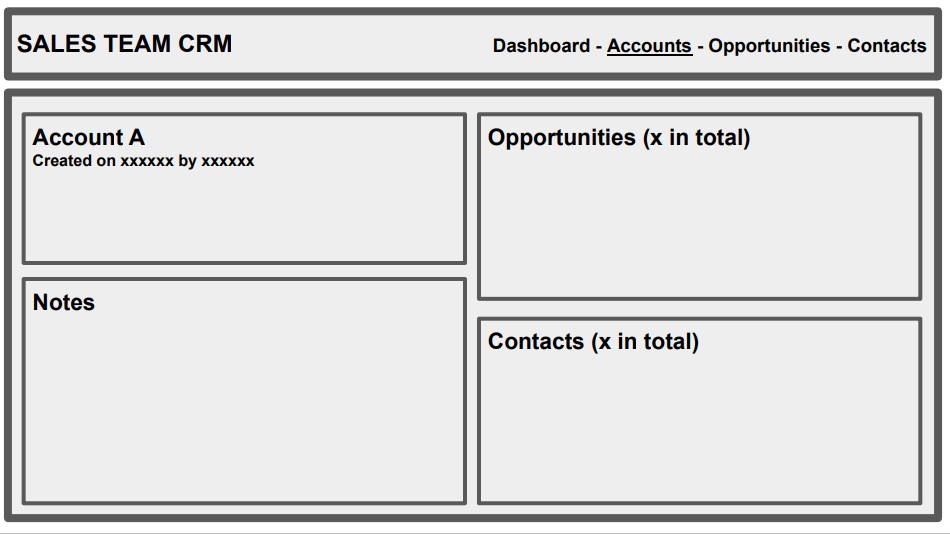 SALES TEAM CRM
Dashboard - Accounts - Opportunities - Contacts
Account A
Created on xxxxxx by xxxxxx
Notes
Opportunities (x in total)
Contacts (x in total)